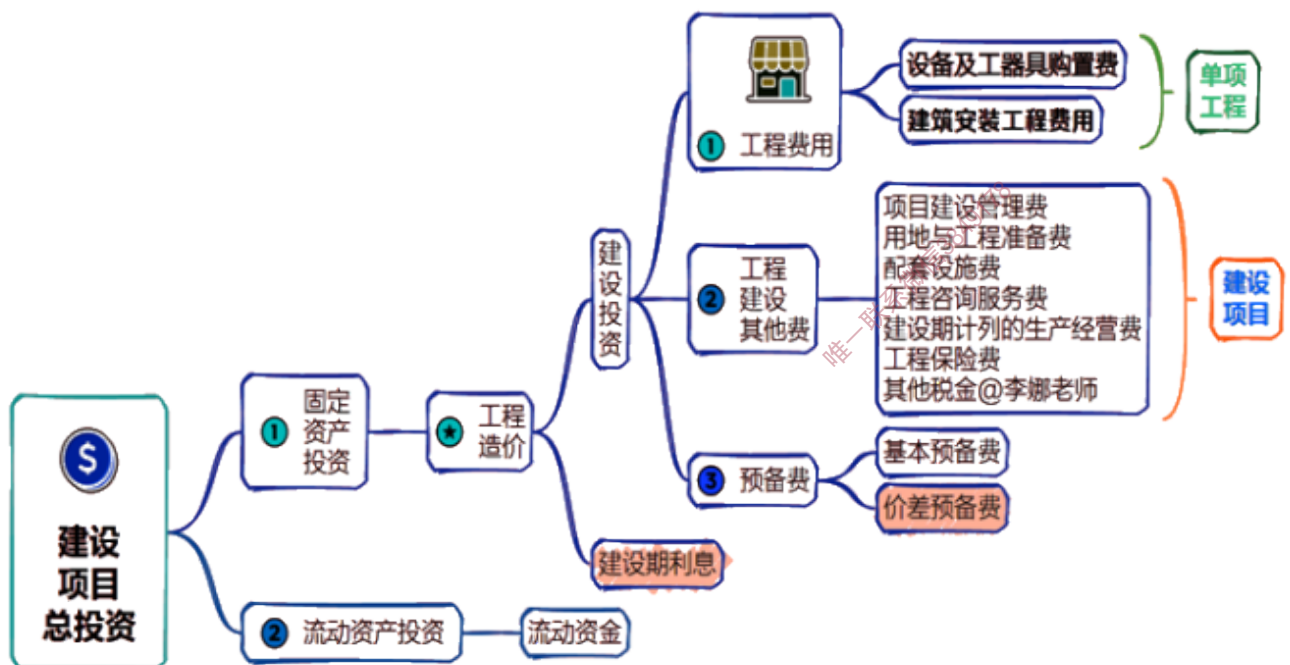 建设
项目
总投资
1
固定
资产
投资
2
流动资产投资
流动资金
工程
造价
建
设
投
资
建设期利息
1
工程费用
设备及工器具购置费
建筑安装工程费用
单项
工程
2
工程
建设
其他费
项目建设管理费
用地与工程准备费
配套设施费
工程咨询服务费
建设期计列的生产经营费
工程保险费
其他税金@李娜老师
建设
项目
3
预备费
基本预备费
价差预备费
$